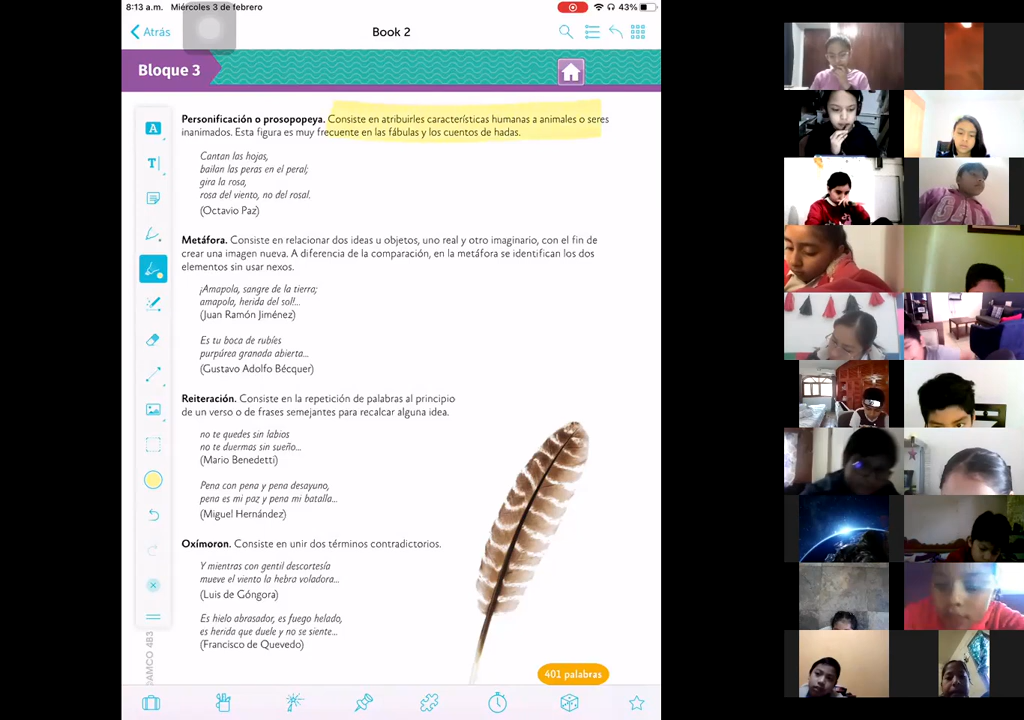 8:13 a.m. Miércoles 3 de febrero
43%
Atrás
Book 2
Bloque 3
Personificación o prosopopeya. Consiste en atribuirles características humanas a animales o seres
inanimados. Esta figura es muy frecuente en las fábulas y los cuentos de hadas.
Cantan las hojas,
bailan las peras en el peral;
gira la rosa,
rosa del viento, no del rosal.
(Octavio Paz)
Metáfora. Consiste en relacionar dos ideas u objetos, uno real y otro imaginario, con el fin de
crear una imagen nueva. A diferencia de la comparación, en la metáfora se identifican los dos
elementos sin usar nexos.
¡Amapola, sangre de la tierra;
amapola, herida del sol!...
(Juan Ramón Jiménez)
Es tu boca de rubíes
purpúrea granada abierta...
(Gustavo Adolfo Bécquer)
Reiteración. Consiste en la repetición de palabras al principio
de un verso o de frases semejantes para recalcar alguna idea.
no te quedes sin labios
no te duermas sin sueño...
(Mario Benedetti)
Pena con pena y pena desayuno,
pena es mi paz y pena mi batalla...
(Miguel Hernández)
Oxímoron. Consiste en unir dos términos contradictorios.
Y mientras con gentil descortesía
mueve el viento la hebra voladora...
(Luis de Góngora)
Es hielo abrasador, es fuego helado,
es herida que duele y no se siente...
(Francisco de Quevedo)
401 palabras
A
T